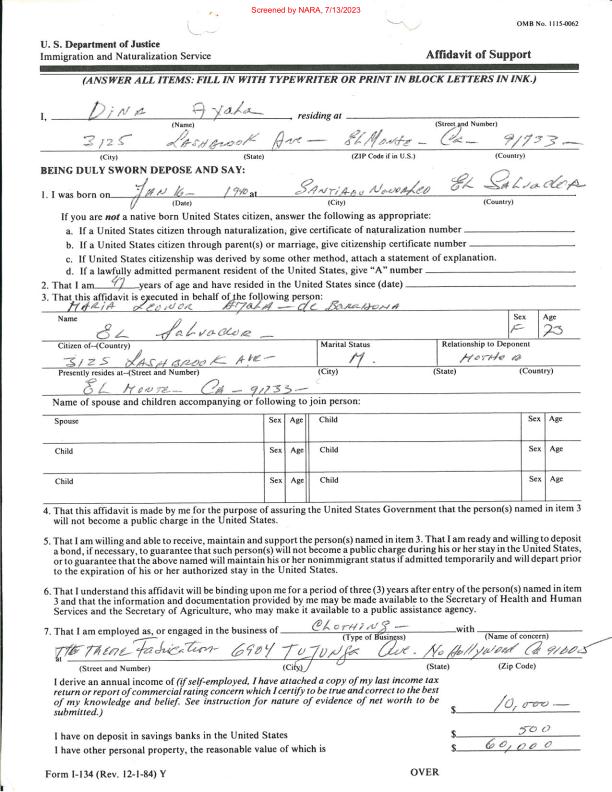 Screened by NARA, 7/13/2023
OMB No. 1115-0062
U. S. Department of Justice
Immigration and Naturalization Service
Affidavit of Support
(ANSWER ALL ITEMS: FILL IN WITH TYPEWRITER OR PRINT IN BLOCK LETTERS IN INK.)
I, DINA Ayala, residing at
(Name) (Street and Number)
3125 LASHBROOK Ave - El Monte - Ca - 91733 -
(City) (State) (ZIP Code if in U.S.) (Country)
BEING DULY SWORN DEPOSE AND SAY:
1. I was born on JAN 16 - 1940 at SANTIAGO EL Salvador
(Date) (City) (Country)
If you are not a native born United States citizen, answer the following as appropriate:
a. If a United States citizen through naturalization, give certificate of naturalization number
b. If a United States citizen through parent(s) or marriage, give citizenship certificate number
c. If United States citizenship was derived by some other method, attach a statement of explanation.
d. If a lawfully admitted permanent resident of the United States, give "A" number
2. That I am 47 years of age and have resided in the United States since (date)
3. That this affidavit is executed in behalf of the following person:
MARIA LEONOR AYALA - de BARAHONA
Name Sex Age
EL Salvador - F 23
Citizen of-(Country) Marital Status Relationship to Deponent
3125 LASHBROOK AVE - M. MOTHER
Presently resides at-(Street and Number) (City) (State) (Country)
EL MONTE - CA - 91733 -
Name of spouse and children accompanying or following to join person:
Spouse Sex Age Child Sex Age
Child Sex Age Child Sex Age
Child Sex Age Child Sex Age
4. That this affidavit is made by me for the purpose of assuring the United States Government that the person(s) named in item 3
will not become a public charge in the United States.
5. That I am willing and able to receive, maintain and support the person(s) named in item 3. That I am ready and willing to deposit
a bond, if necessary, to guarantee that such person(s) will not become a public charge during his or her stay in the United States,
or to guarantee that the above named will maintain his or her nonimmigrant status if admitted temporarily and will depart prior
to the expiration of his or her authorized stay in the United States.
6. That I understand this affidavit will be binding upon me for a period of three (3) years after entry of the person(s) named in item
3 and that the information and documentation provided by me may be made available to the Secretary of Health and Human
Services and the Secretary of Agriculture, who may make it available to a public assistance agency.
7. That I am employed as, or engaged in the business of CLOTHING - with
(Type of Business) (Name of concern)
at 6904 TUJUNGA Ave. No Hollywood Ca
(Street and Number) (City) (State) (Zip Code)
I derive an annual income of (if self-employed, I have attached a copy of my last income tax
return or report of commercial rating concern which I certify to be true and correct to the best
of my knowledge and belief. See instruction for nature of evidence of net worth to be
submitted.) $ 10,000 -
I have on deposit in savings banks in the United States $ 500
I have other personal property, the reasonable value of which is $ 60,000
Form I-134 (Rev. 12-1-84) Y OVER